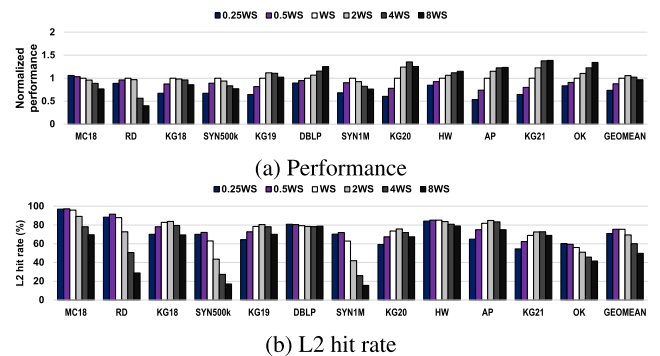 0.25WS 0.5WS WS 2WS 4WS 8WS
2
1.5
1
0.5
0
Normalized performance
MC18 RD KG18 SYN500k KG19 DBLP SYN1M KG20 HW AP KG21 OK GEOMEAN
(a) Performance
0.25WS 0.5WS WS 2WS 4WS 8WS
100
80
60
40
20
0
L2 hit rate (%)
MC18 RD KG18 SYN500k KG19 DBLP SYN1M KG20 HW AP KG21 OK GEOMEAN
(b) L2 hit rate